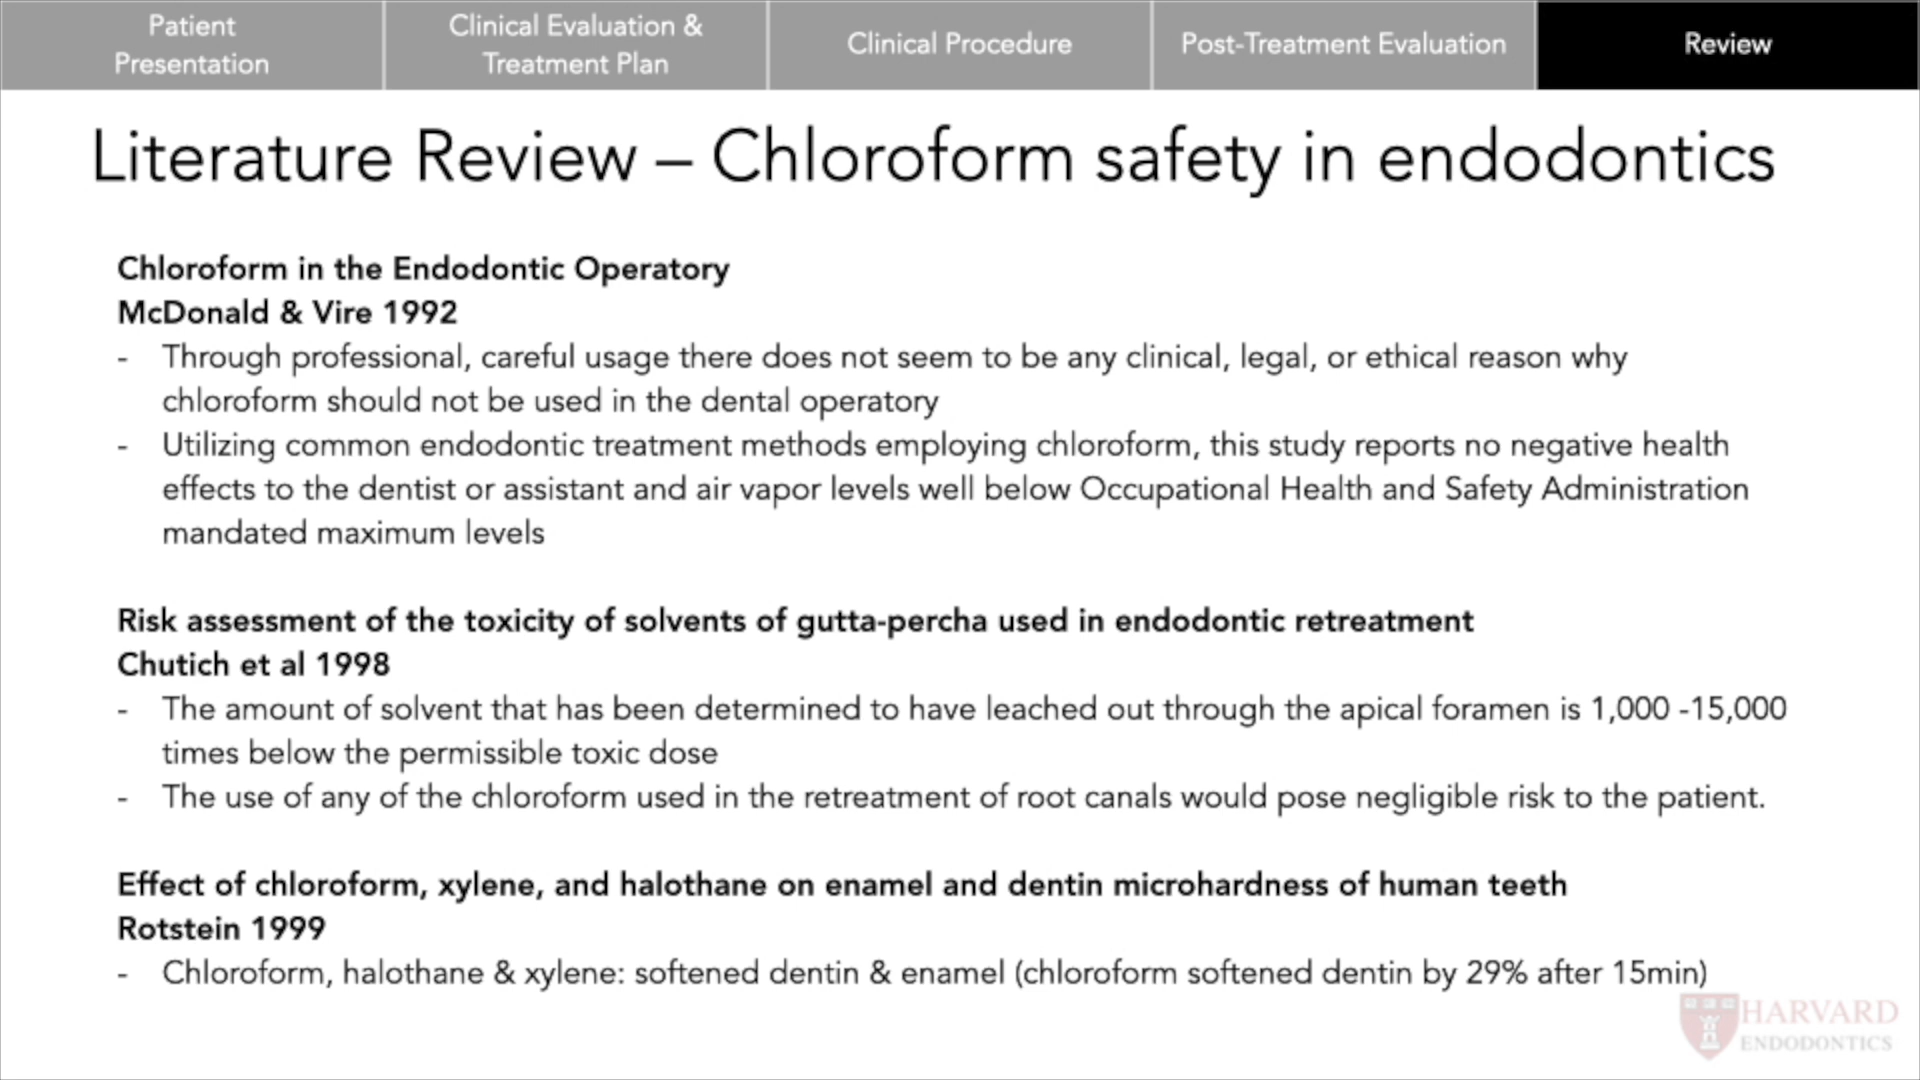 Patient
Presentation
Clinical Evaluation &
Treatment Plan
Clinical Procedure
Post-Treatment Evaluation
Review
Literature Review – Chloroform safety in endodontics
Chloroform in the Endodontic Operatory
McDonald & Vire 1992
- Through professional, careful usage there does not seem to be any clinical, legal, or ethical reason why
chloroform should not be used in the dental operatory
- Utilizing common endodontic treatment methods employing chloroform, this study reports no negative health
effects to the dentist or assistant and air vapor levels well below Occupational Health and Safety Administration
mandated maximum levels
Risk assessment of the toxicity of solvents of gutta-percha used in endodontic retreatment
Chutich et al 1998
- The amount of solvent that has been determined to have leached out through the apical foramen is 1,000 -15,000
times below the permissible toxic dose
- The use of any of the chloroform used in the retreatment of root canals would pose negligible risk to the patient.
Effect of chloroform, xylene, and halothane on enamel and dentin microhardness of human teeth
Rotstein 1999
- Chloroform, halothane & xylene: softened dentin & enamel (chloroform softened dentin by 29% after 15min)
HARVARD
ENDODONTICS